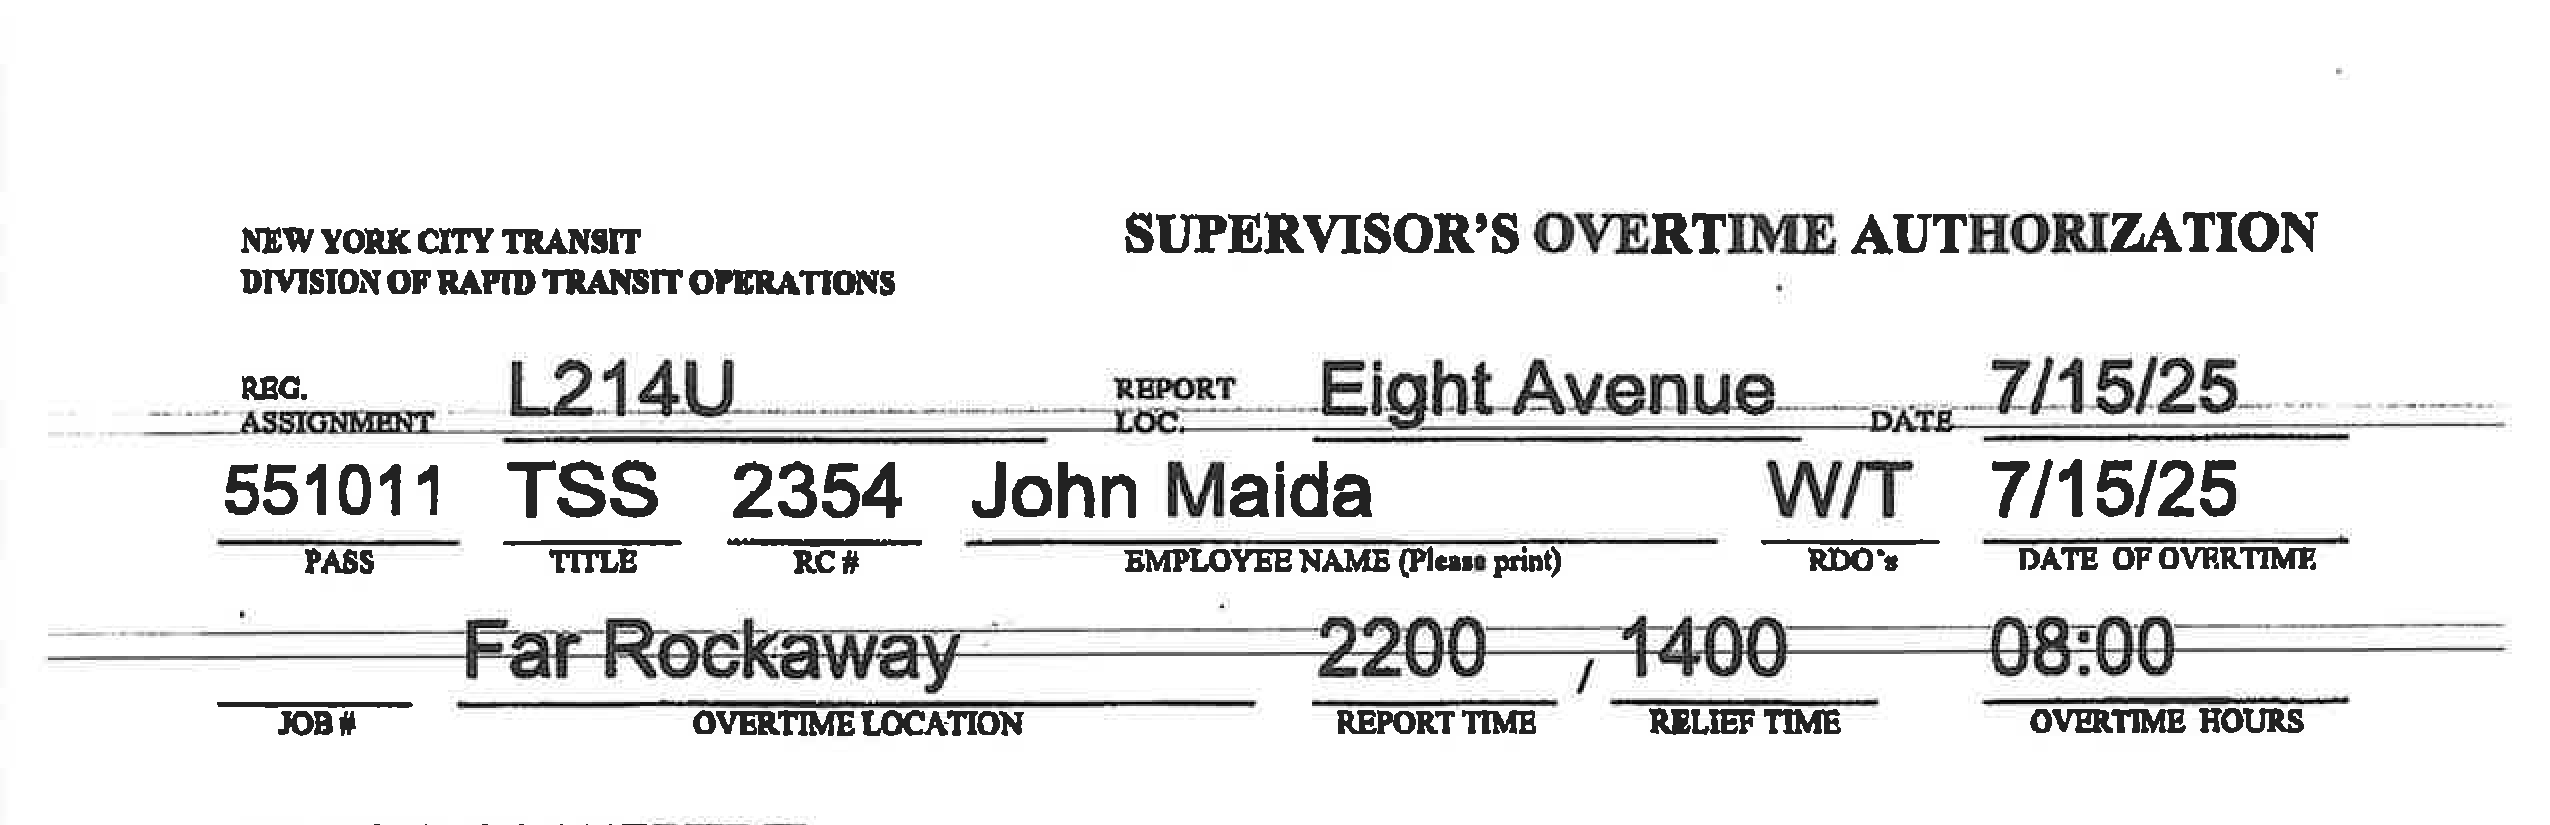 SUPERVISOR'S OVERTIME AUTHORIZATION
NEW YORK CITY TRANSIT
DIVISION OF RAPID TRANSIT OPERATIONS
REG. ASSIGNMENT L214U REPORT LOC. Eight Avenue DATE 7/15/25
551011 TSS 2354 John Maida W/T 7/15/25
PASS TITLE RC # EMPLOYEE NAME (Please print) RDO's DATE OF OVERTIME
Far Rockaway 2200 / 1400 08:00
JOB # OVERTIME LOCATION REPORT TIME RELIEF TIME OVERTIME HOURS